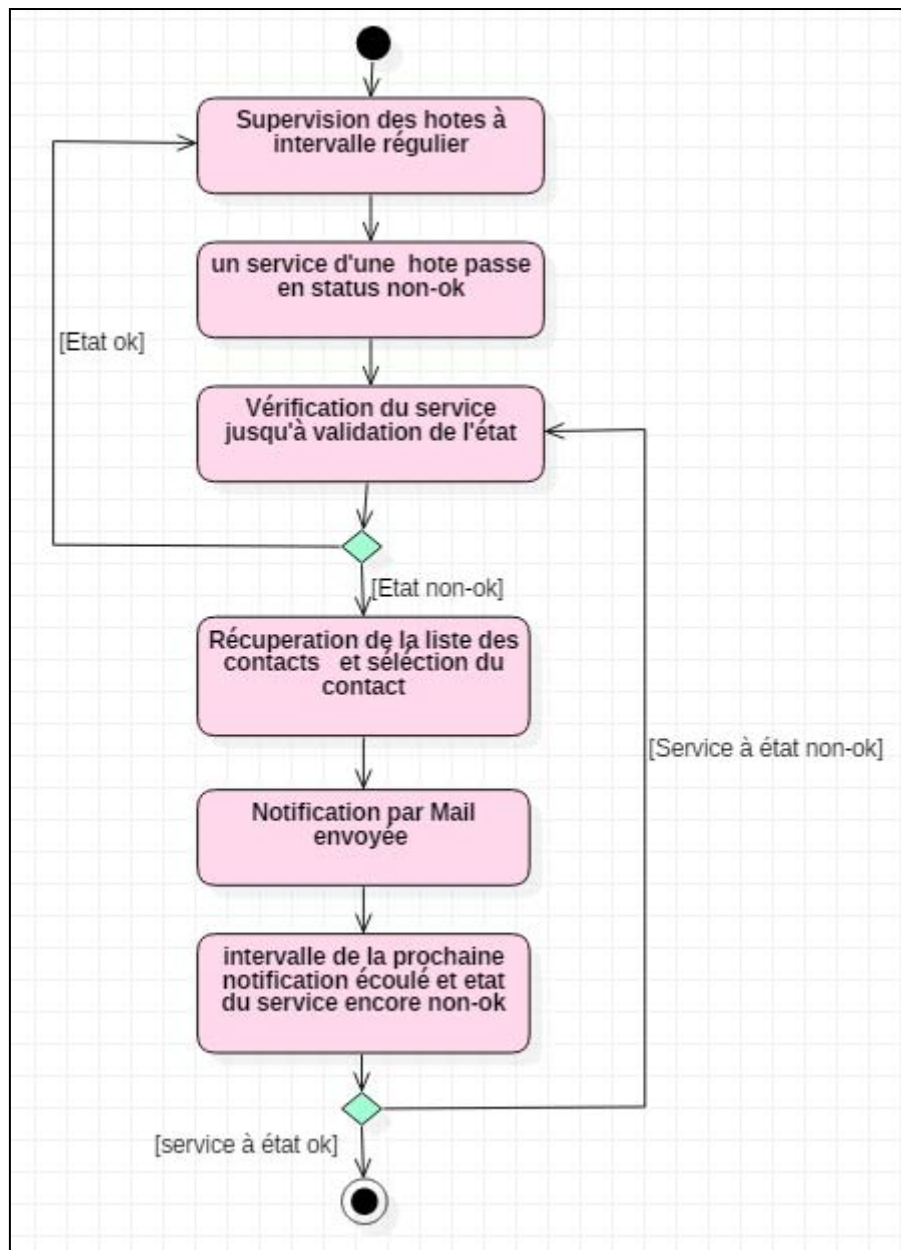 Supervision des hotes à
intervalle régulier
un service d'une hote passe
en status non-ok
[Etat ok]
Vérification du service
jusqu'à validation de l'état
[Etat non-ok]
Récuperation de la liste des
contacts et séléction du
contact
[Service à état non-ok]
Notification par Mail
envoyée
intervalle de la prochaine
notification écoulé et etat
du service encore non-ok
[service à état ok]